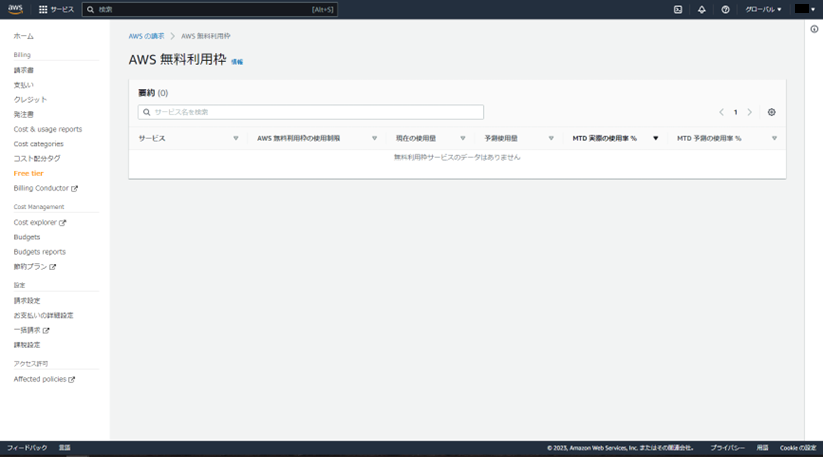 aws サービス 検索 [Alt+S] グローバル
ホーム
Billing
請求書
支払い
クレジット
発注書
Cost & usage reports
Cost categories
コスト配分タグ
Free tier
Billing Conductor
Cost Management
Cost explorer
Budgets
Budgets reports
節約プラン
設定
請求設定
お支払いの詳細設定
一括請求
課税設定
アクセス許可
Affected policies
AWS の請求 > AWS 無料利用枠
AWS 無料利用枠 情報
要約 (0)
サービス名を検索
1
サービス AWS 無料利用枠の使用制限 現在の使用量 予測使用量 MTD 実際の使用率 % MTD 予測の使用率 %
無料利用枠サービスのデータはありません
フィードバック 言語 © 2023, Amazon Web Services, Inc. またはその関連会社。 プライバシー 用語 Cookie の設定